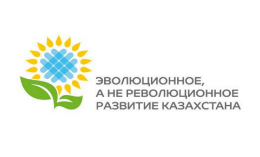 ЭВОЛЮЦИОННОЕ,
А НЕ РЕВОЛЮЦИОННОЕ
РАЗВИТИЕ КАЗАХСТАНА